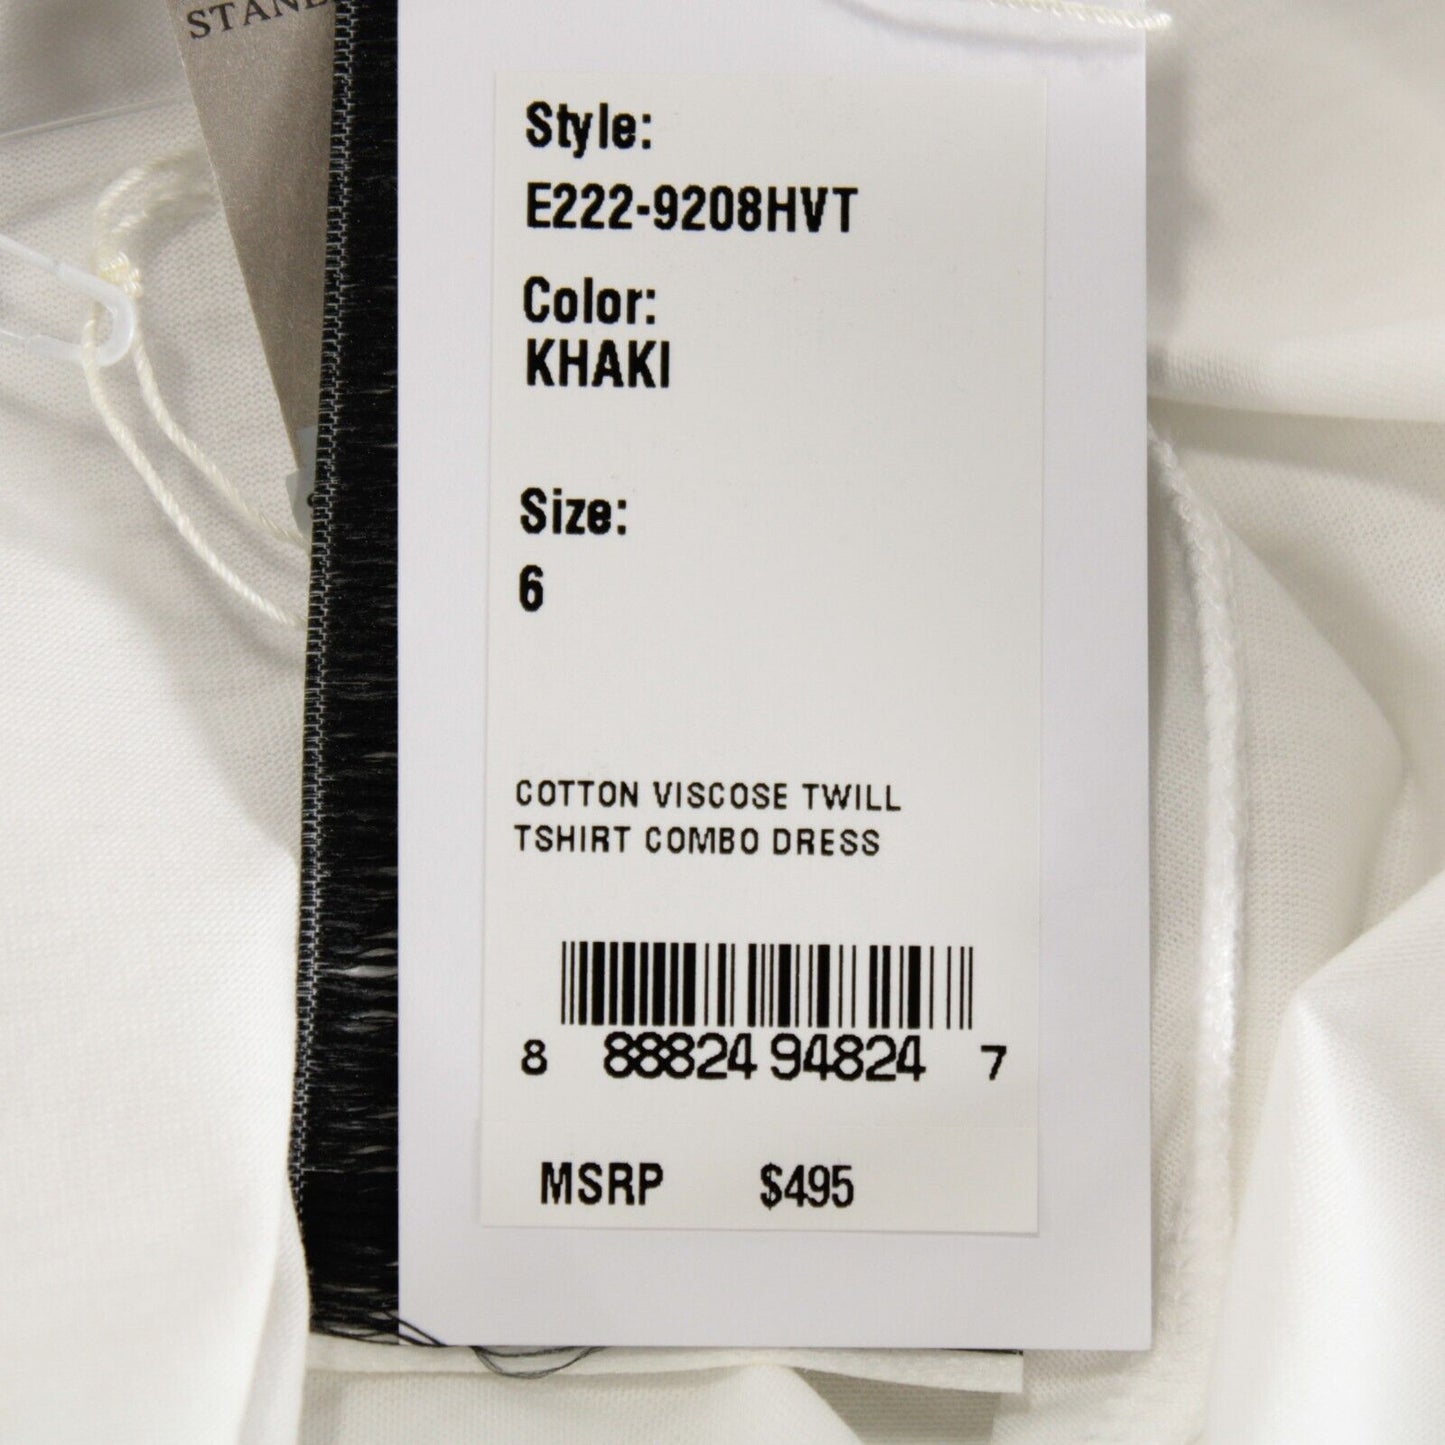 Style:
E222-9208HVT
Color:
KHAKI
Size:
6
COTTON VISCOSE TWILL
TSHIRT COMBO DRESS
8 88824 94824 7
MSRP $495